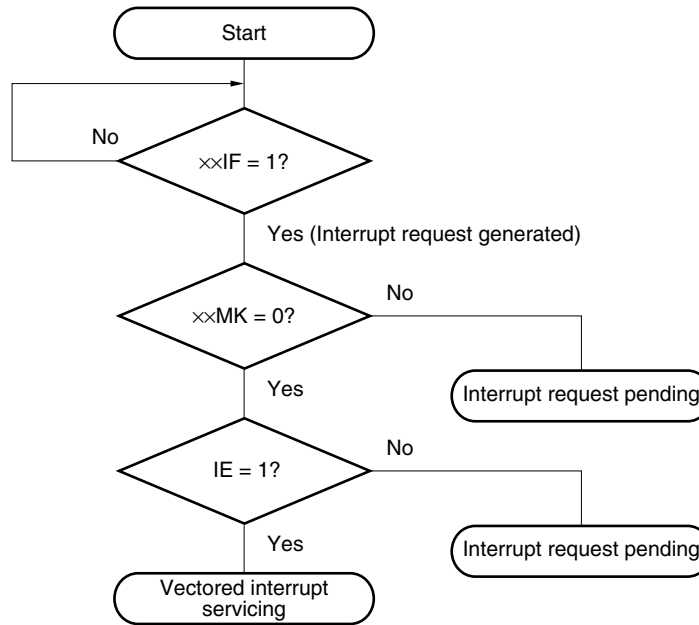 Start
No
××IF = 1?
Yes (Interrupt request generated)
No
××MK = 0?
Interrupt request pending
Yes
No
IE = 1?
Interrupt request pending
Yes
Vectored interrupt
servicing